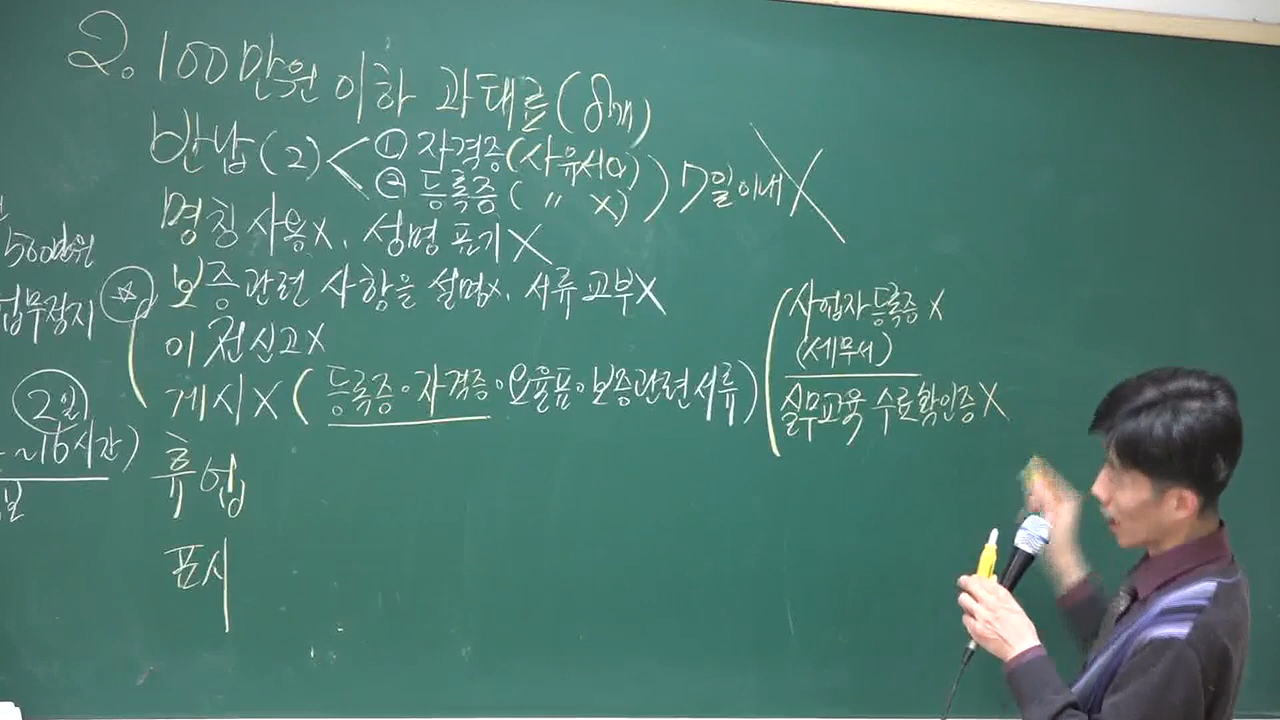 2. 100만원 이하 과태료(8개)
반납(2) < ① 자격증(사유서O)
② 등록증( 〃 X) ) 7일이내 X
명칭 사용X, 성명 표기X
보증관련 사항을 설명X, 서류 교부X
이전신고X
게시X (등록증·자격증·요율표·보증관련 서류)
휴업
표시
(사업자등록증 X
(세무서)
실무교육 수료확인증 X
500만원
업무정지
☆
2일
~16시간)